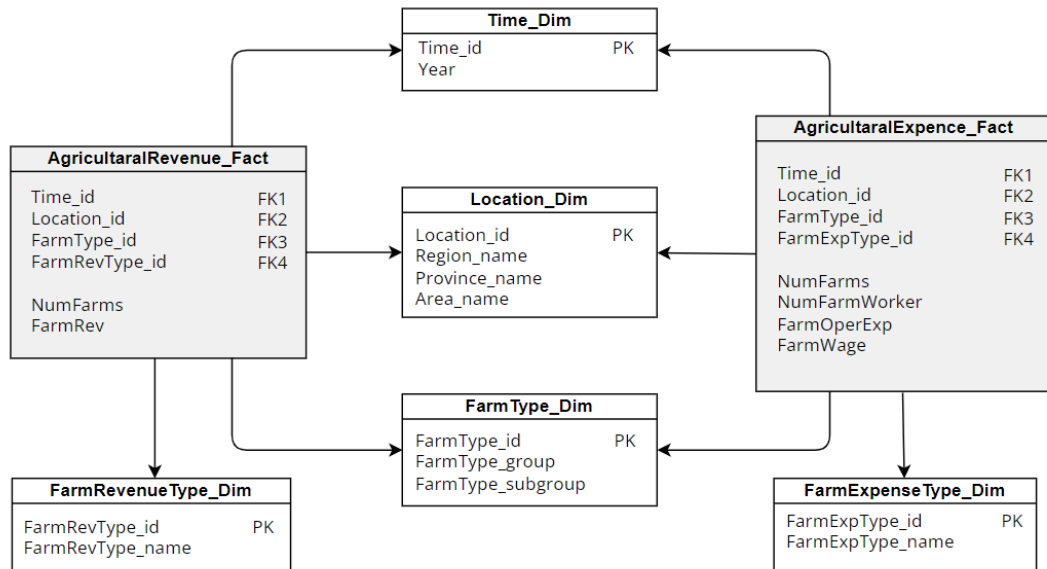 Time_Dim
Time_id PK
Year
AgricultaralRevenue_Fact
Time_id FK1
Location_id FK2
FarmType_id FK3
FarmRevType_id FK4
NumFarms
FarmRev
Location_Dim
Location_id PK
Region_name
Province_name
Area_name
AgricultaralExpence_Fact
Time_id FK1
Location_id FK2
FarmType_id FK3
FarmExpType_id FK4
NumFarms
NumFarmWorker
FarmOperExp
FarmWage
FarmType_Dim
FarmType_id PK
FarmType_group
FarmType_subgroup
FarmRevenueType_Dim
FarmRevType_id PK
FarmRevType_name
FarmExpenseType_Dim
FarmExpType_id PK
FarmExpType_name